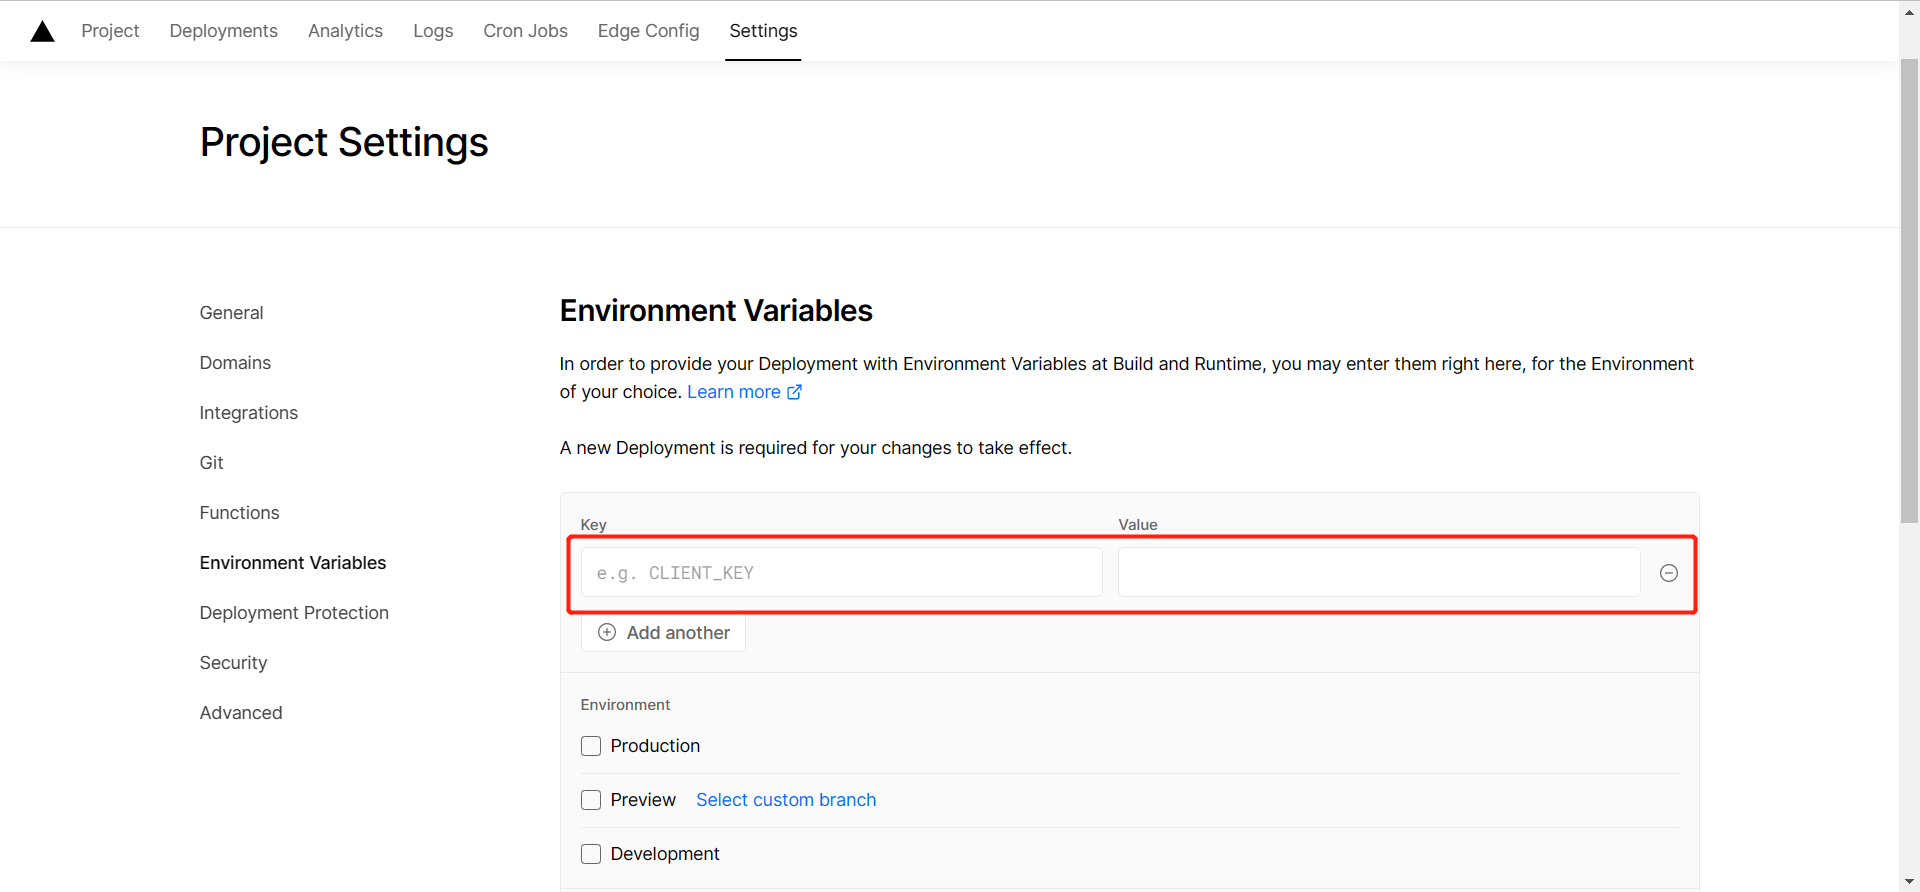 Project Deployments Analytics Logs Cron Jobs Edge Config Settings
Project Settings
General
Domains
Integrations
Git
Functions
Environment Variables
Deployment Protection
Security
Advanced
Environment Variables
In order to provide your Deployment with Environment Variables at Build and Runtime, you may enter them right here, for the Environment
of your choice. Learn more
A new Deployment is required for your changes to take effect.
Key Value
e.g. CLIENT_KEY
Add another
Environment
Production
Preview Select custom branch
Development